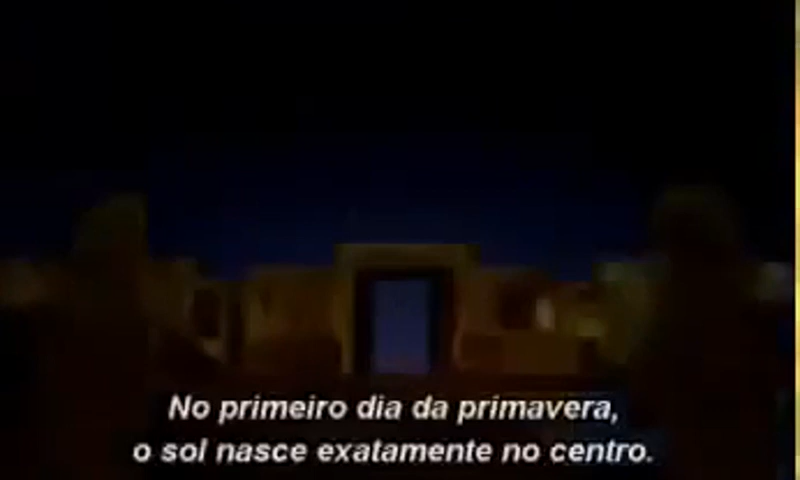 No primeiro dia da primavera,
o sol nasce exatamente no centro.